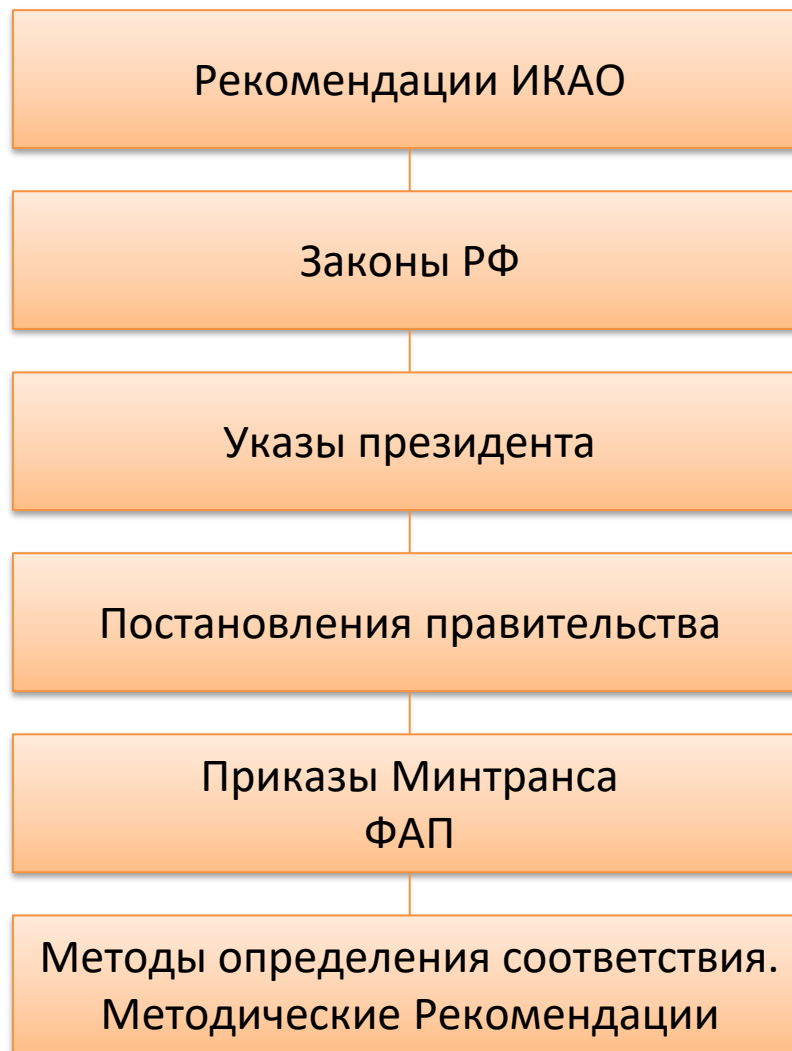 Рекомендации ИКАО
Законы РФ
Указы президента
Постановления правительства
Приказы Минтранса
ФАП
Методы определения соответствия.
Методические Рекомендации